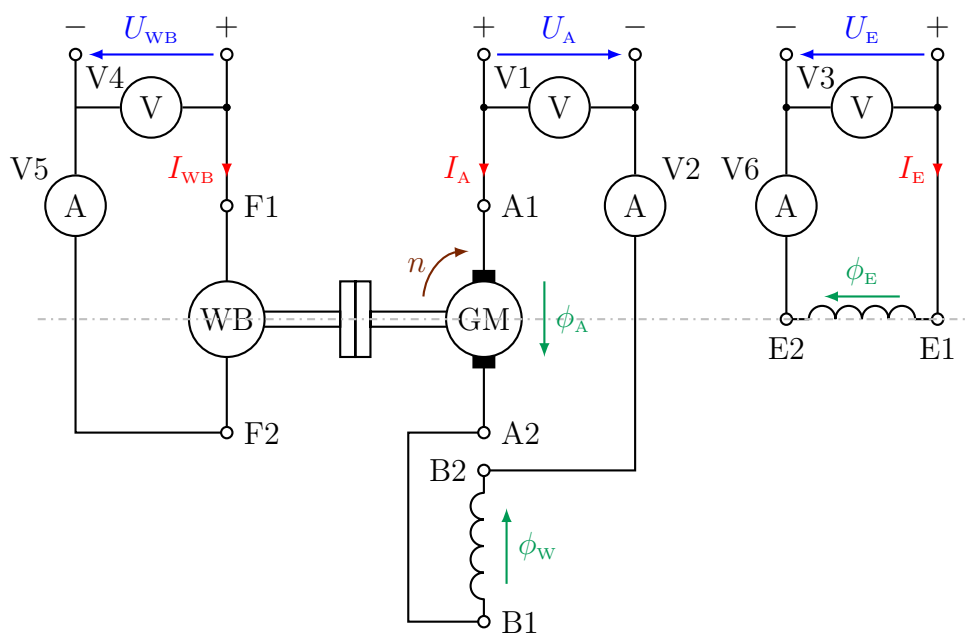 − U_WB +
+ U_A −
− U_E +
V4 V
V1 V
V3 V
V5 A
I_WB
I_A
V2 A
V6 A
I_E
F1
A1
n
WB
GM
ϕ_A
ϕ_E
E2 E1
F2
A2
B2
ϕ_W
B1